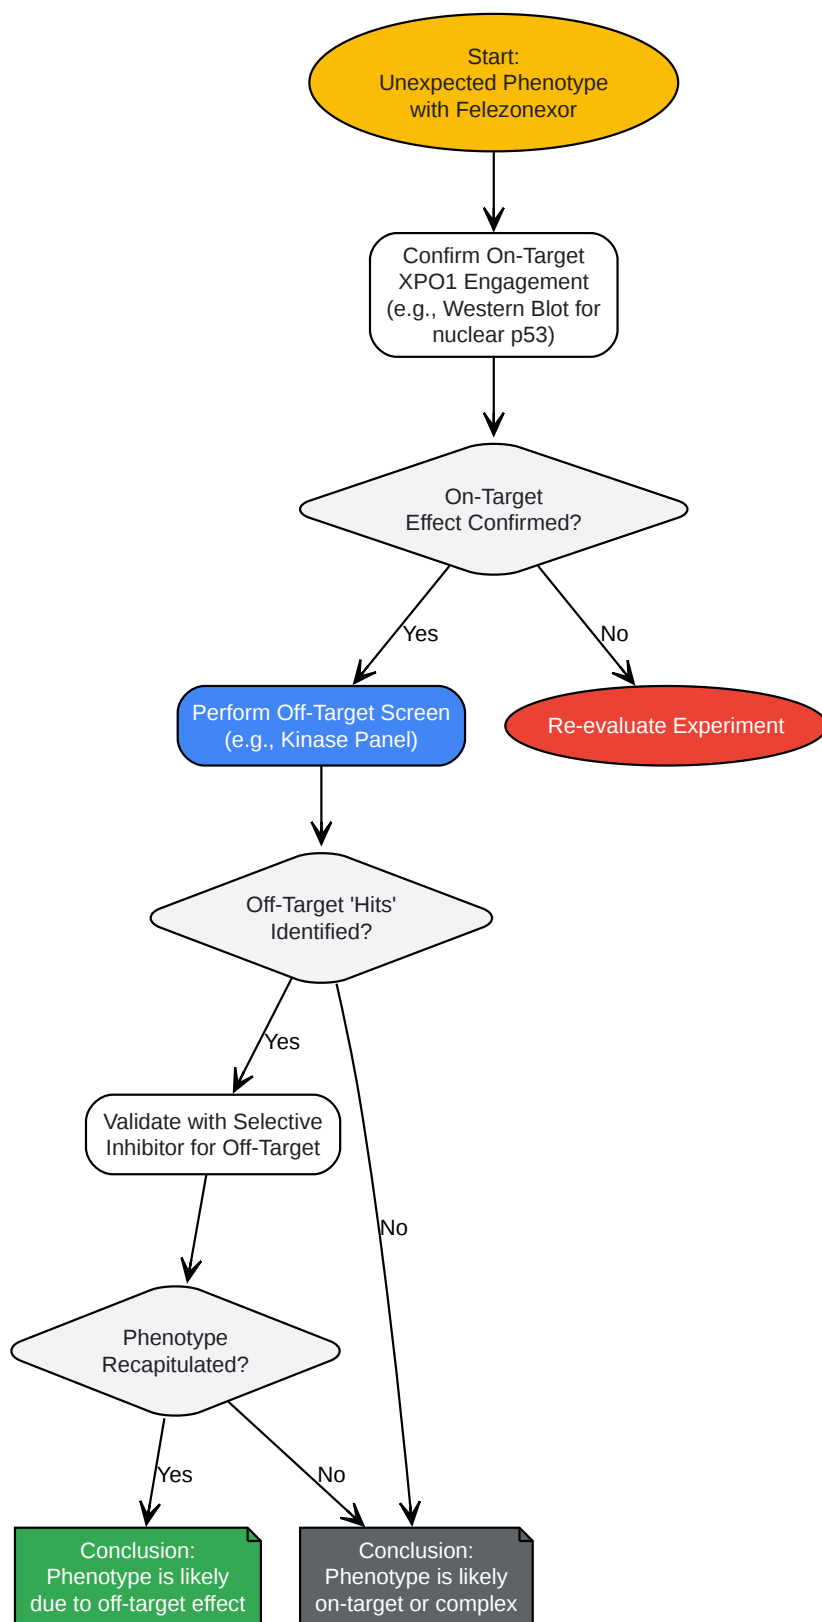 Start:
Unexpected Phenotype
with Felezonexor
Confirm On-Target
XPO1 Engagement
(e.g., Western Blot for
nuclear p53)
On-Target
Effect Confirmed?
Yes
No
Perform Off-Target Screen
(e.g., Kinase Panel)
Re-evaluate Experiment
Off-Target 'Hits'
Identified?
Yes
Validate with Selective
Inhibitor for Off-Target
No
Phenotype
Recapitulated?
Yes
No
Conclusion:
Phenotype is likely
due to off-target effect
Conclusion:
Phenotype is likely
on-target or complex